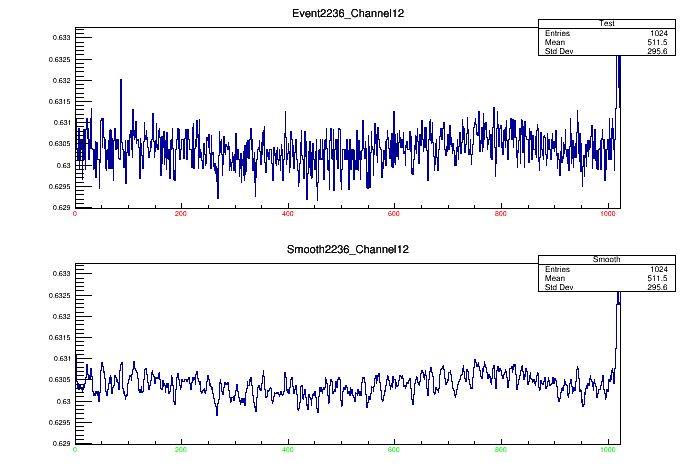 Event2236_Channel12
Test
Entries 1024
Mean 511.5
Std Dev 295.6
0.633
0.6325
0.632
0.6315
0.631
0.6305
0.63
0.6295
0.629
0 200 400 600 800 1000
Smooth2236_Channel12
Smooth
Entries 1024
Mean 511.5
Std Dev 295.6
0.633
0.6325
0.632
0.6315
0.631
0.6305
0.63
0.6295
0.629
0 200 400 600 800 1000